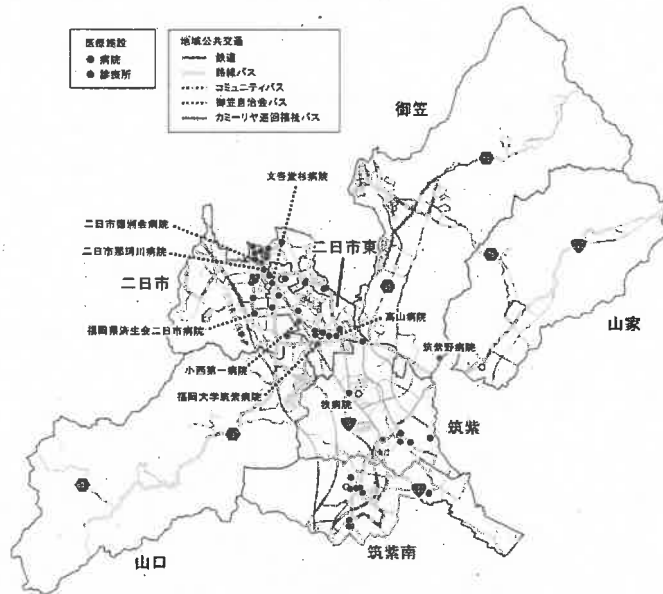 医療施設
病院
診療所
地域公共交通
鉄道
路線バス
コミュニティバス
御笠自治会バス
カミーリヤ巡回福祉バス
御笠
文吾堂杉病院
二日市徳洲会病院
二日市那珂川病院
二日市東
二日市
福岡県済生会二日市病院
高山病院
山家
筑紫野病院
小西第一病院
福岡大学筑紫病院
牧病院
筑紫
山口
筑紫南